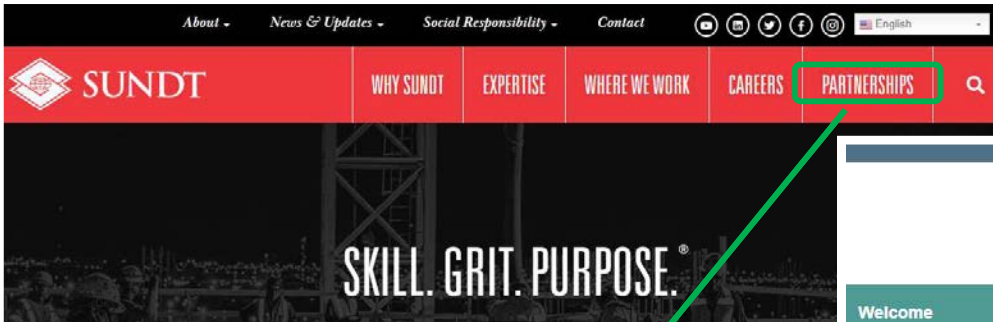 About News & Updates Social Responsibility Contact English
SUNDT WHY SUNDT EXPERTISE WHERE WE WORK CAREERS PARTNERSHIPS
SKILL. GRIT. PURPOSE.®
Welcome